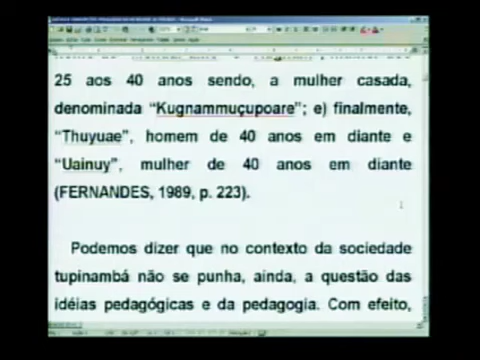 25 aos 40 anos sendo, a mulher casada,
denominada “Kugnammuçupoare”; e) finalmente,
“Thuyuae”, homem de 40 anos em diante e
“Uainuy”, mulher de 40 anos em diante
(FERNANDES, 1989, p. 223).
Podemos dizer que no contexto da sociedade
tupinambá não se punha, ainda, a questão das
idéias pedagógicas e da pedagogia. Com efeito,